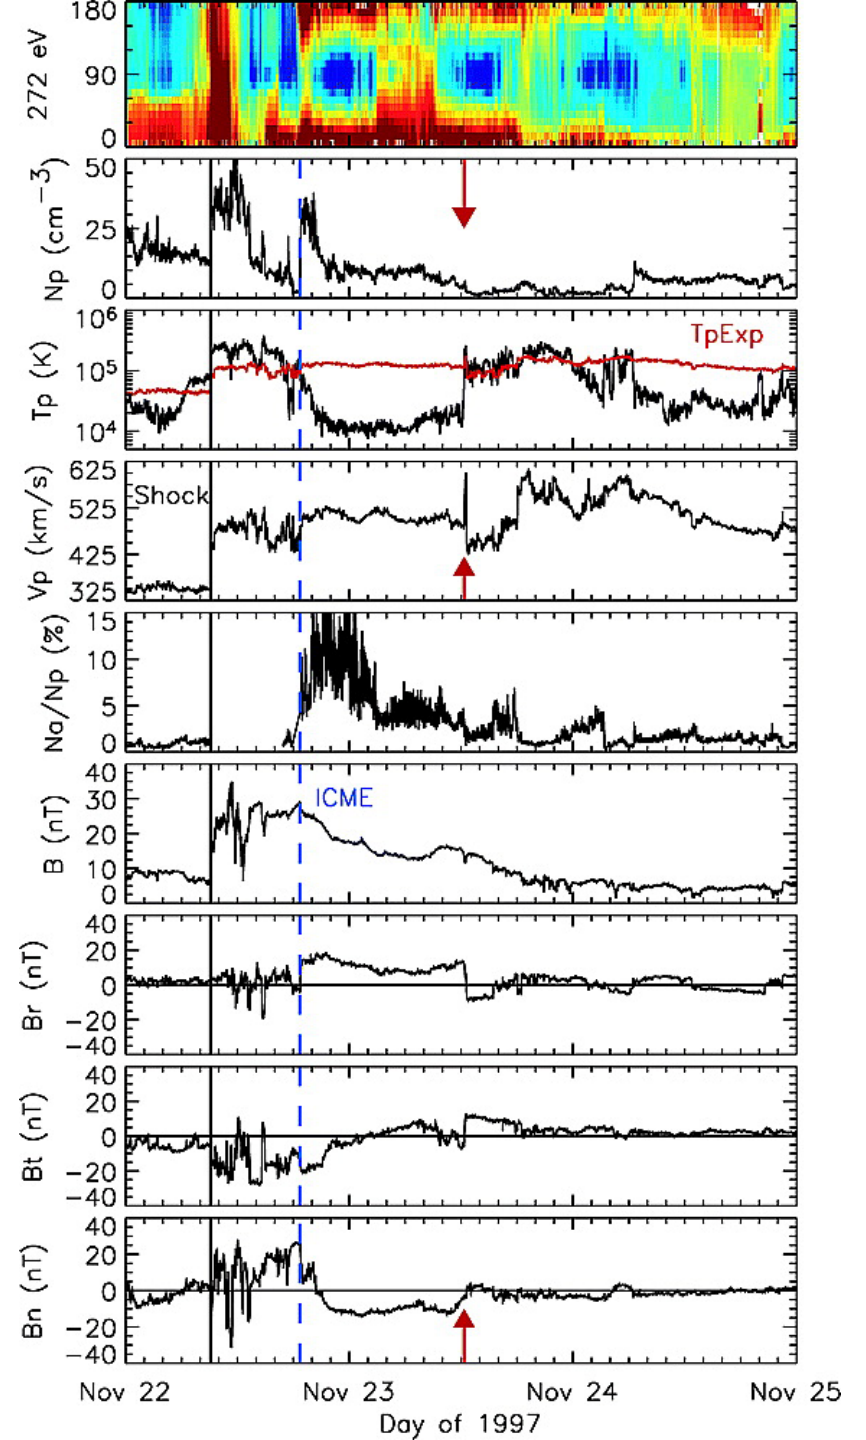 180
90
0
272 eV
50
25
0
Np (cm⁻³)
10⁶
10⁵
10⁴
Tp (K)
TpExp
625
525
425
325
Vp (km/s)
Shock
15
10
5
0
Na/Np (%)
40
30
20
10
0
B (nT)
ICME
40
20
0
−20
−40
Br (nT)
40
20
0
−20
−40
Bt (nT)
40
20
0
−20
−40
Bn (nT)
Nov 22 Nov 23 Nov 24 Nov 25
Day of 1997